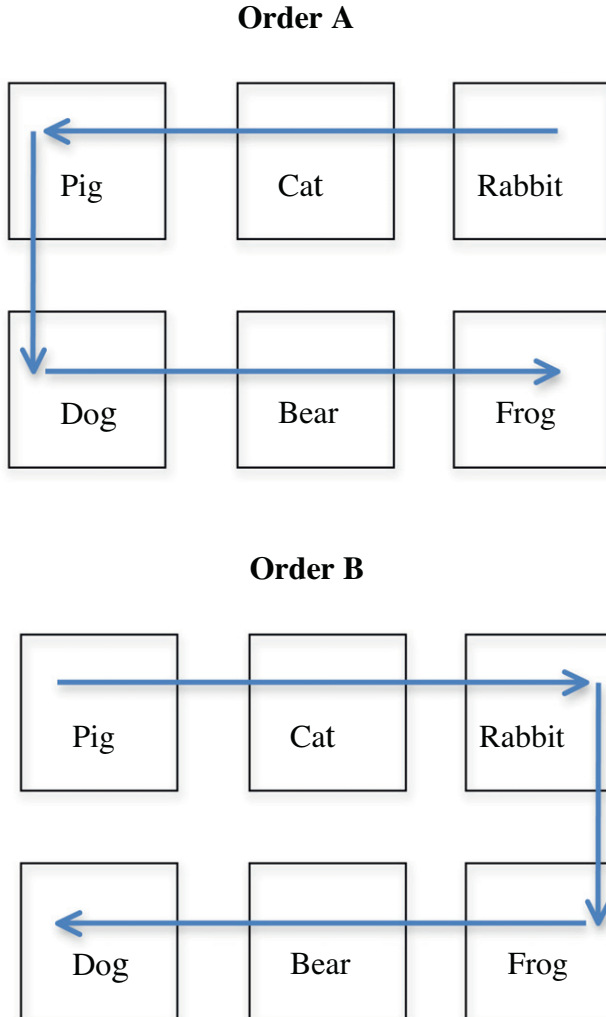 Order A
Pig Cat Rabbit
Dog Bear Frog
Order B
Pig Cat Rabbit
Dog Bear Frog